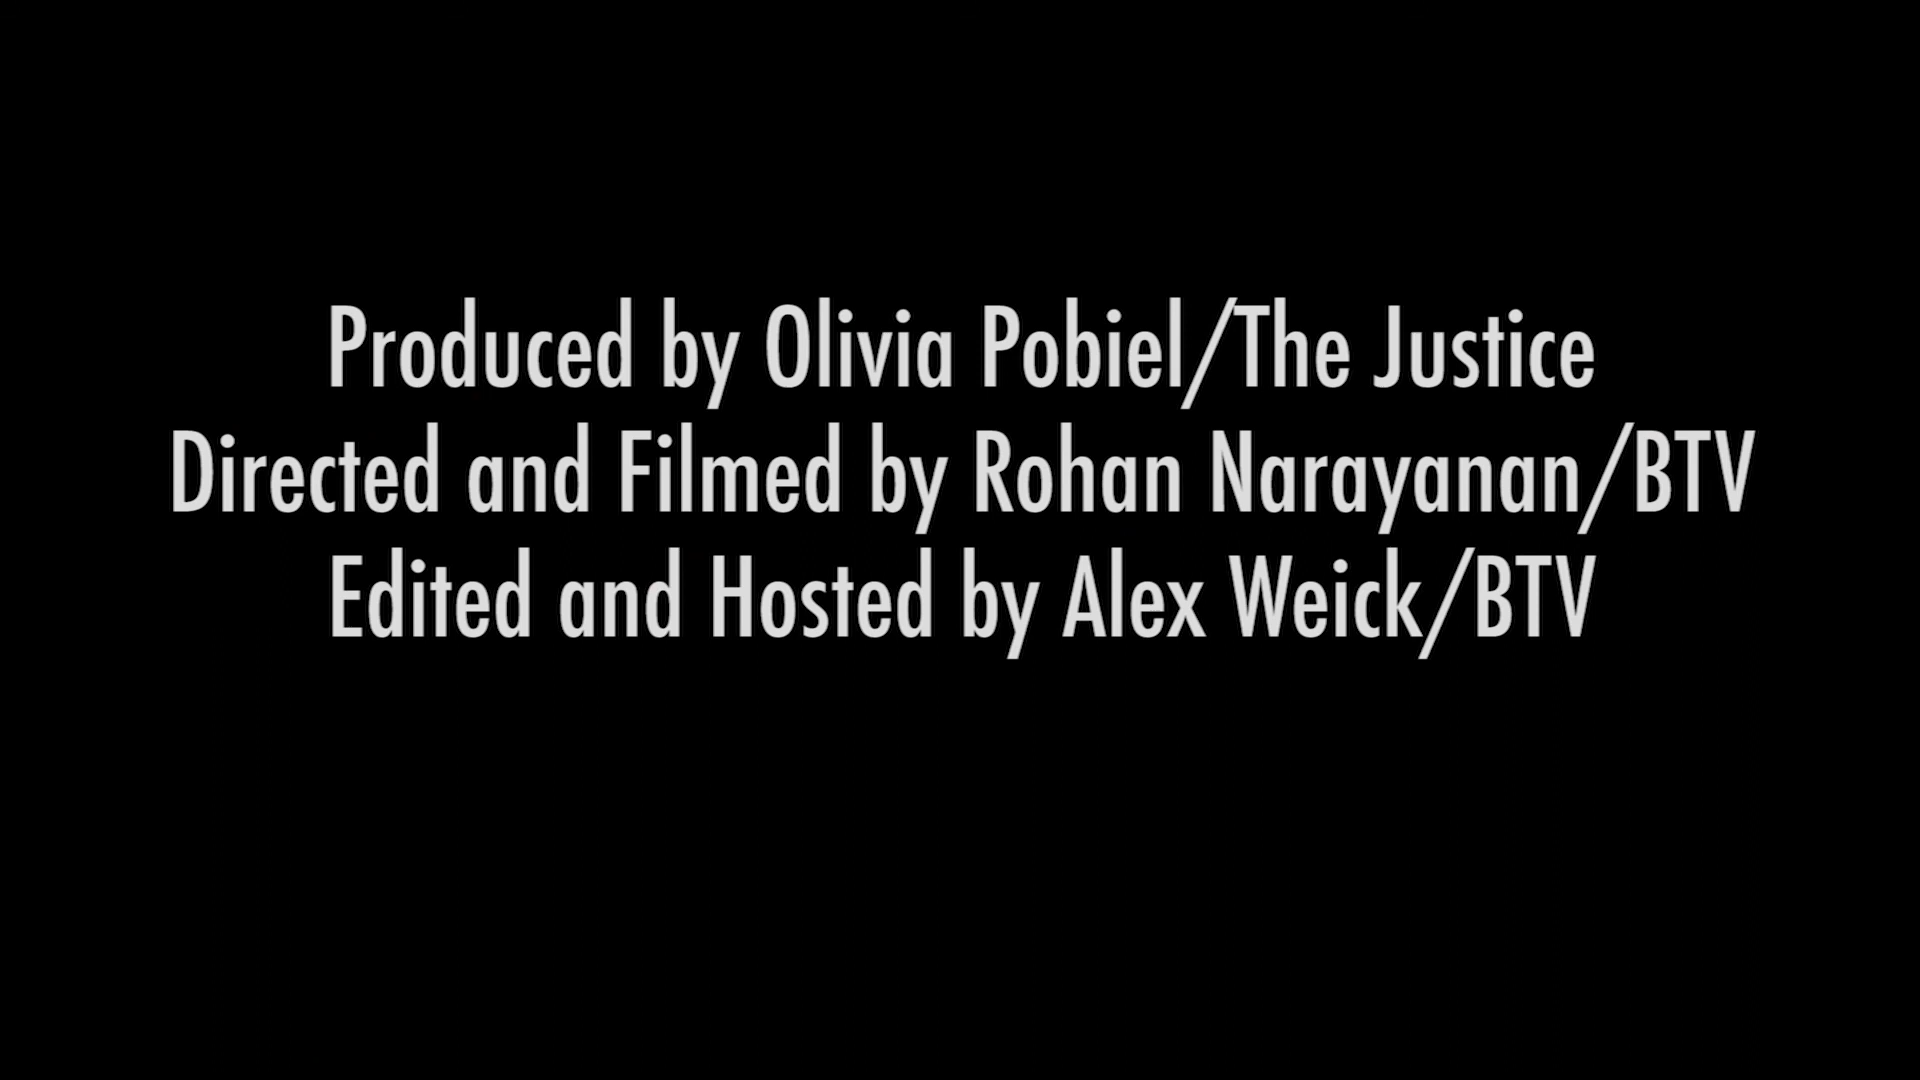 Produced by Olivia Pobiel/The Justice
Directed and Filmed by Rohan Narayanan/BTV
Edited and Hosted by Alex Weick/BTV